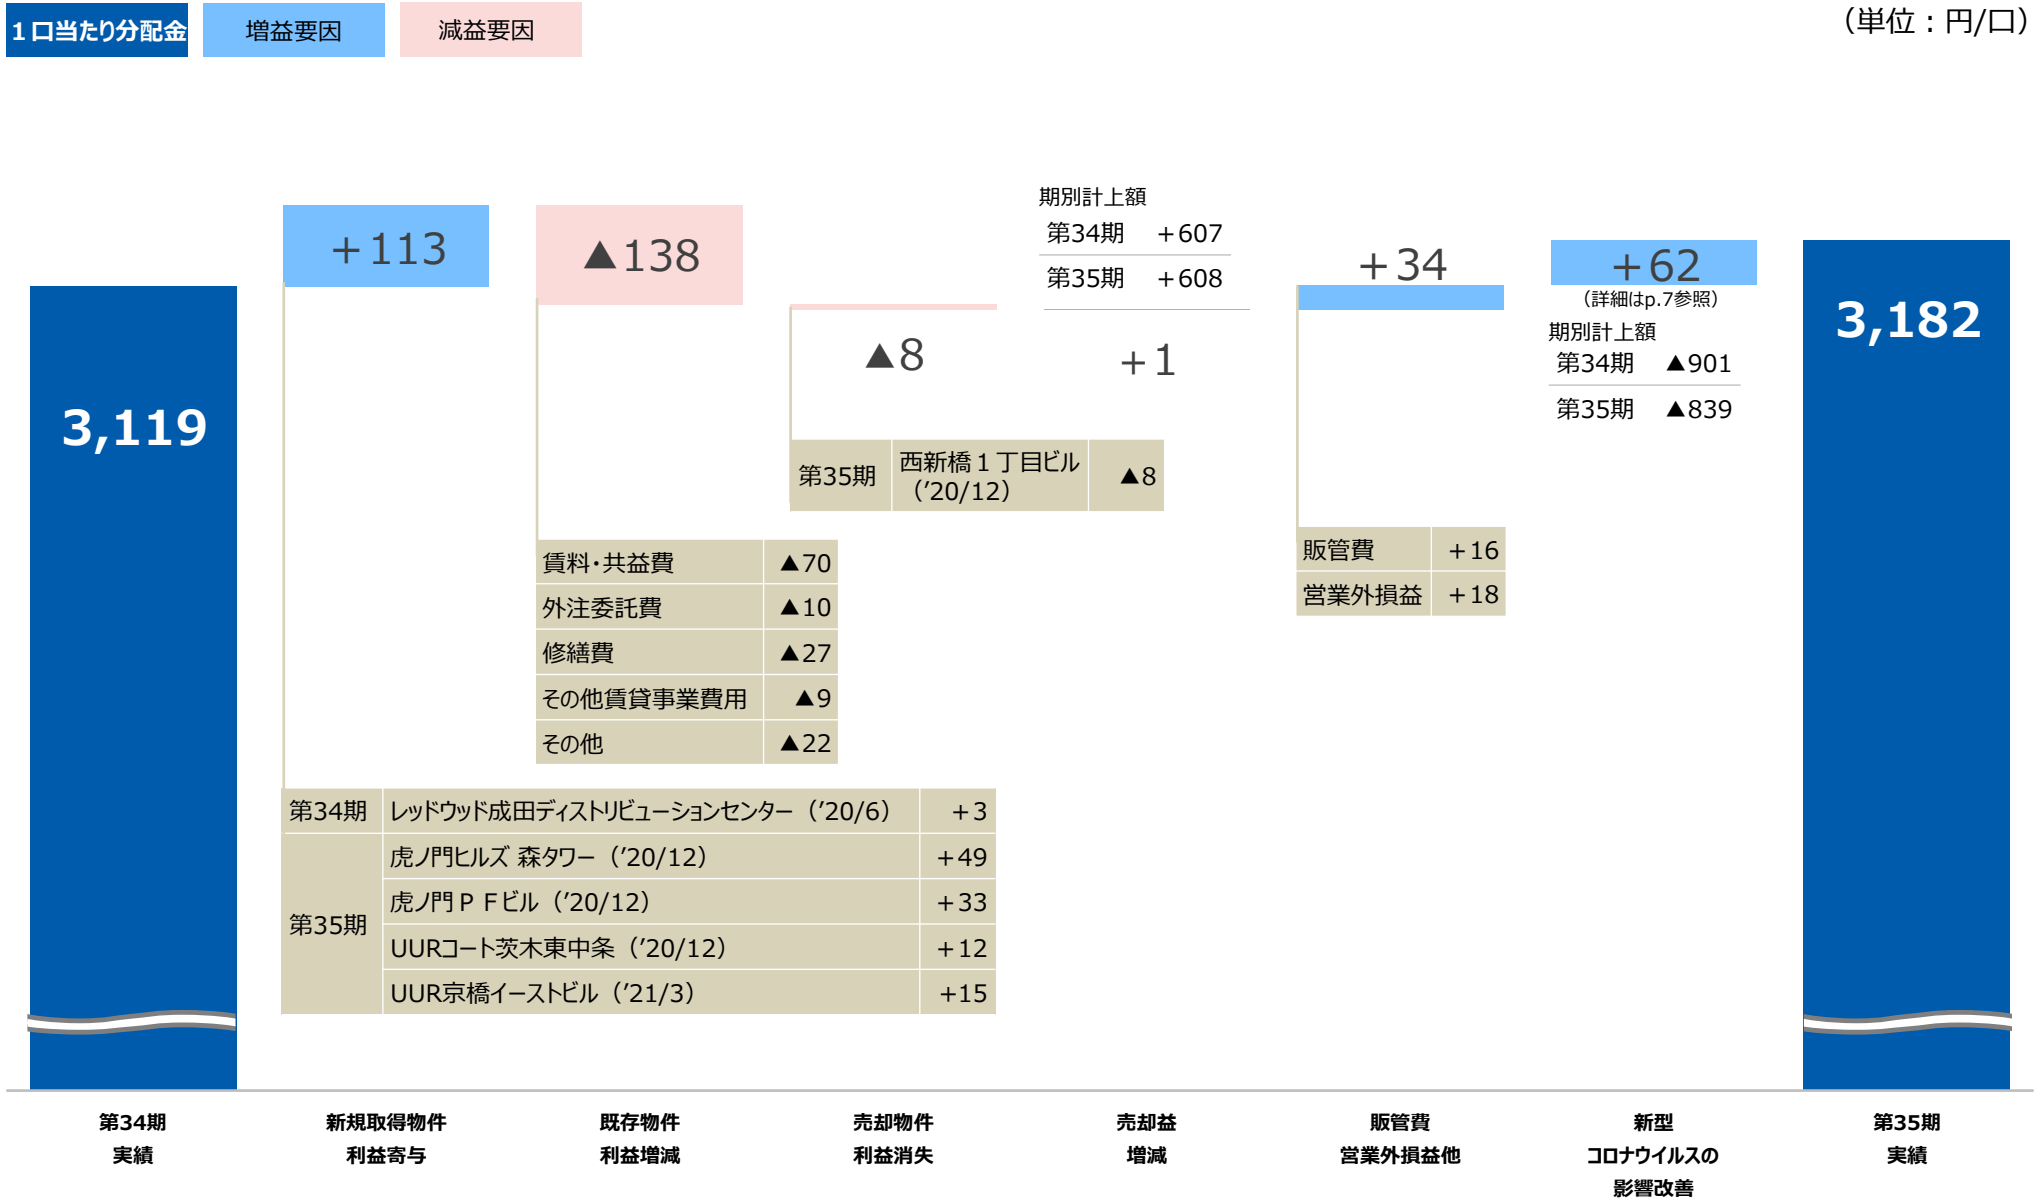 １口当たり分配金
増益要因
減益要因
（単位：円/口）
3,119
＋113
▲138
▲8
期別計上額
第34期 ＋607
第35期 ＋608
＋1
＋34
＋62
（詳細はp.7参照）
期別計上額
第34期 ▲901
第35期 ▲839
3,182
第35期 西新橋１丁目ビル
（’20/12） ▲8
賃料・共益費 ▲70
外注委託費 ▲10
修繕費 ▲27
その他賃貸事業費用 ▲9
その他 ▲22
販管費 ＋16
営業外損益 ＋18
第34期 レッドウッド成田ディストリビューションセンター（’20/6） ＋3
第35期
虎ノ門ヒルズ 森タワー（’20/12） ＋49
虎ノ門ＰＦビル（’20/12） ＋33
UURコート茨木東中条（’20/12） ＋12
UUR京橋イーストビル（’21/3） +15
第34期
実績
新規取得物件
利益寄与
既存物件
利益増減
売却物件
利益消失
売却益
増減
販管費
営業外損益他
新型
コロナウイルスの
影響改善
第35期
実績